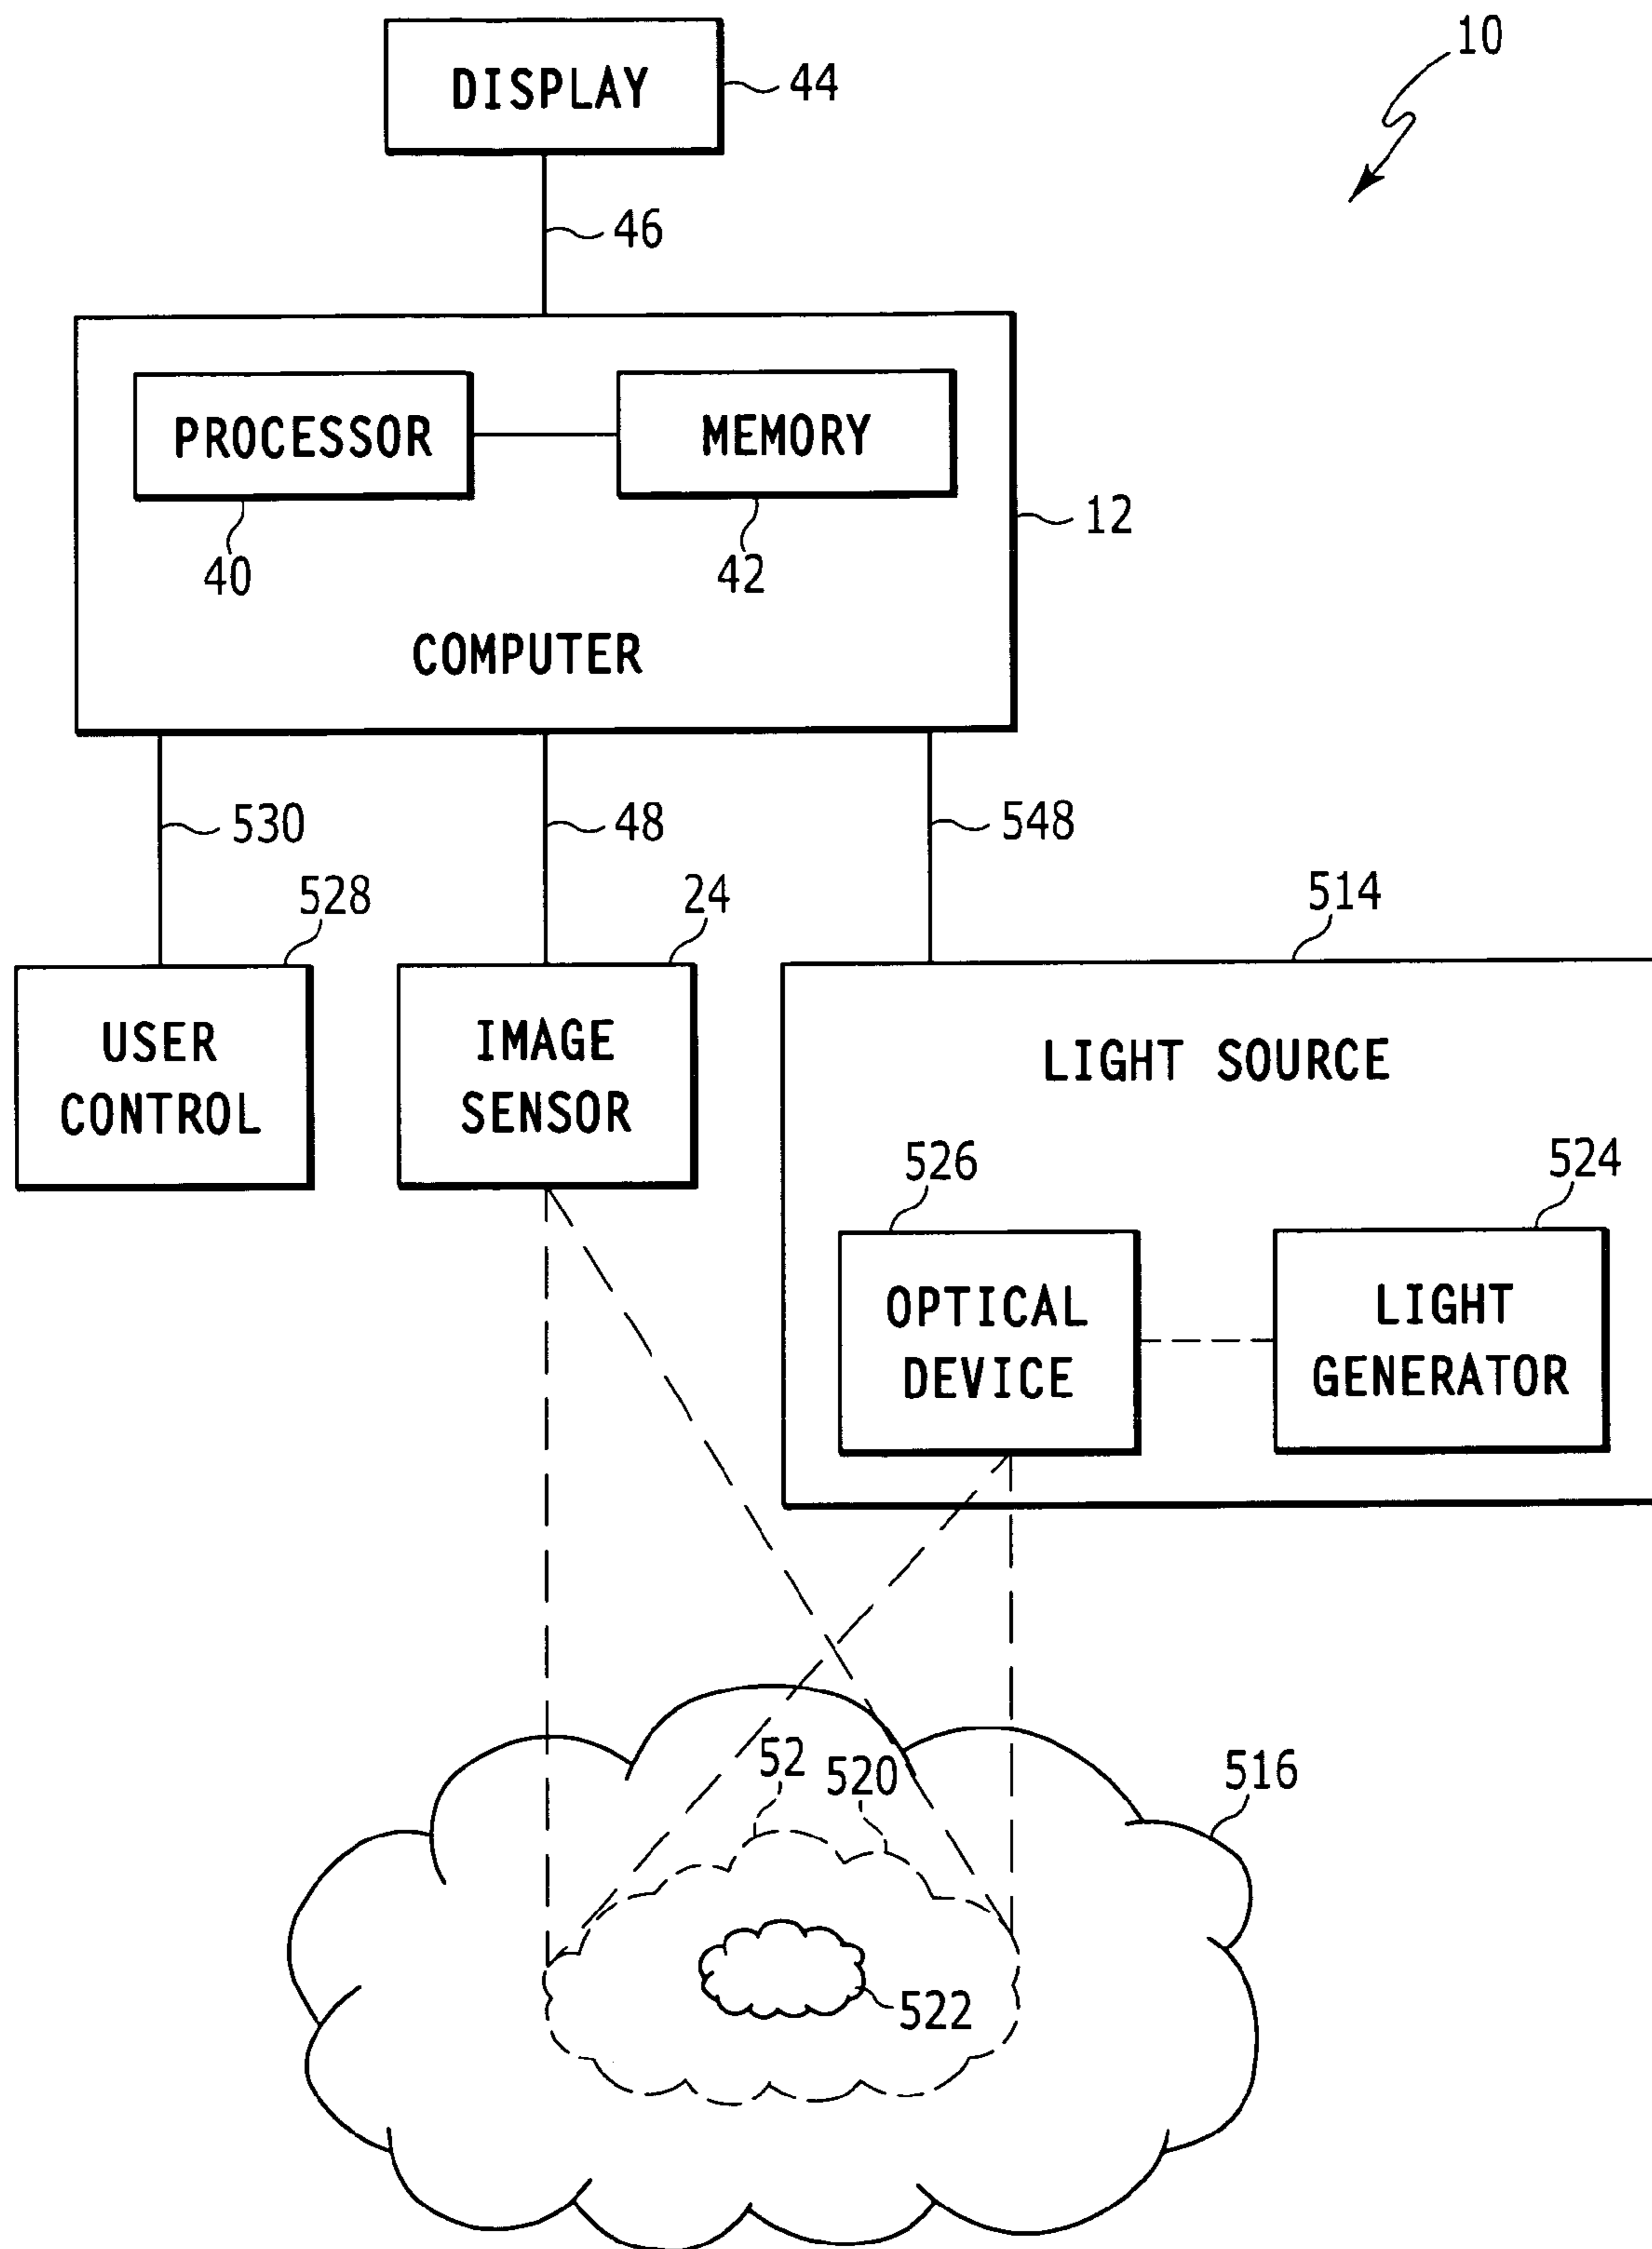 10
DISPLAY
44
46
PROCESSOR
MEMORY
12
40
42
COMPUTER
530
48
548
528
24
514
USER
CONTROL
IMAGE
SENSOR
LIGHT SOURCE
526
524
OPTICAL
DEVICE
LIGHT
GENERATOR
52
520
516
522